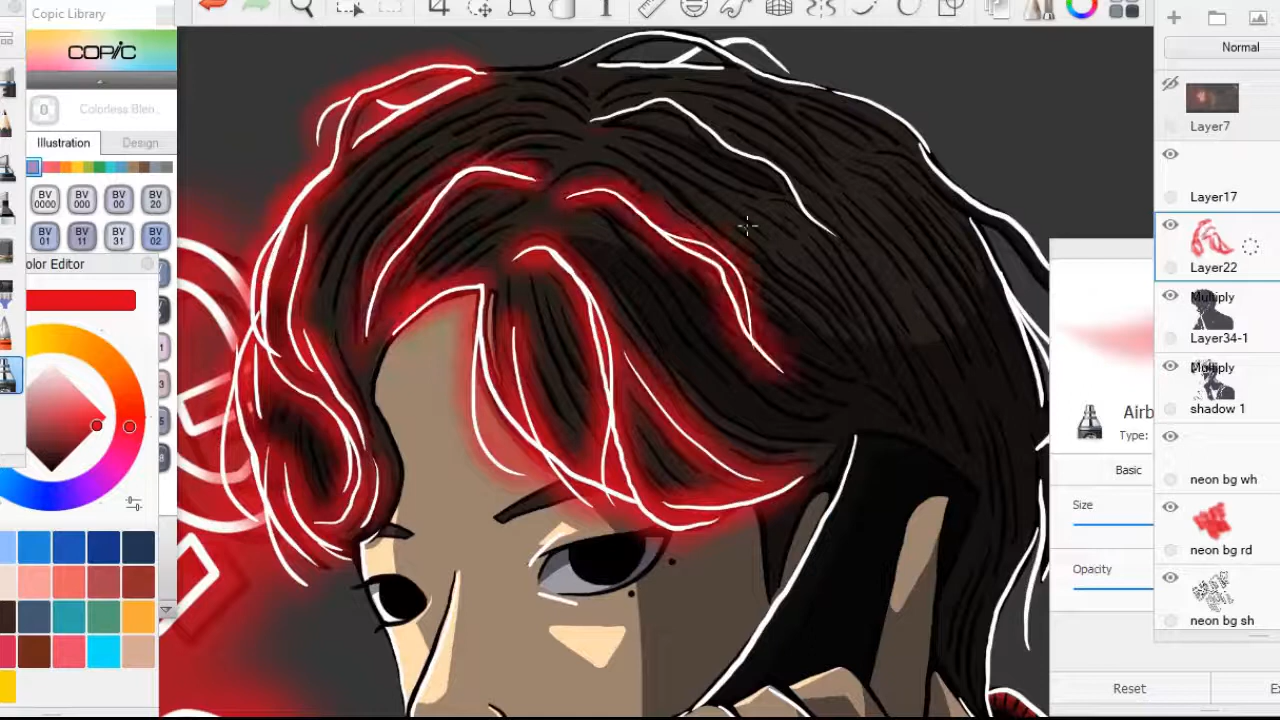 Copic Library
COPIC
0
Colorless Blen
Illustration
Design
BV
0000
BV
000
BV
00
BV
20
BV
01
BV
11
BV
31
BV
02
olor Editor
Airb
Type:
Basic
Size
Opacity
Reset
Normal
Layer7
Layer17
Layer22
Multiply
Layer34-1
Multiply
shadow 1
neon bg wh
neon bg rd
neon bg sh